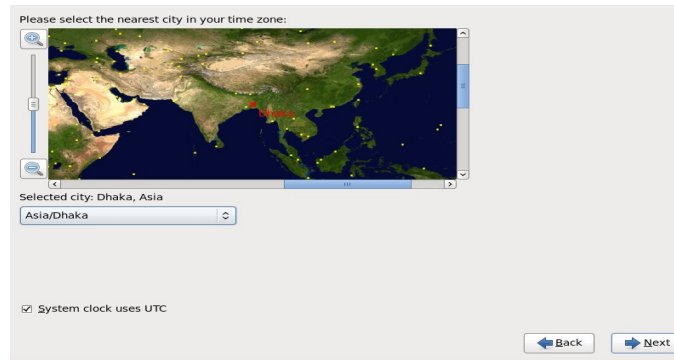 Please select the nearest city in your time zone:
Dhaka
Selected city: Dhaka, Asia
Asia/Dhaka
System clock uses UTC
Back
Next